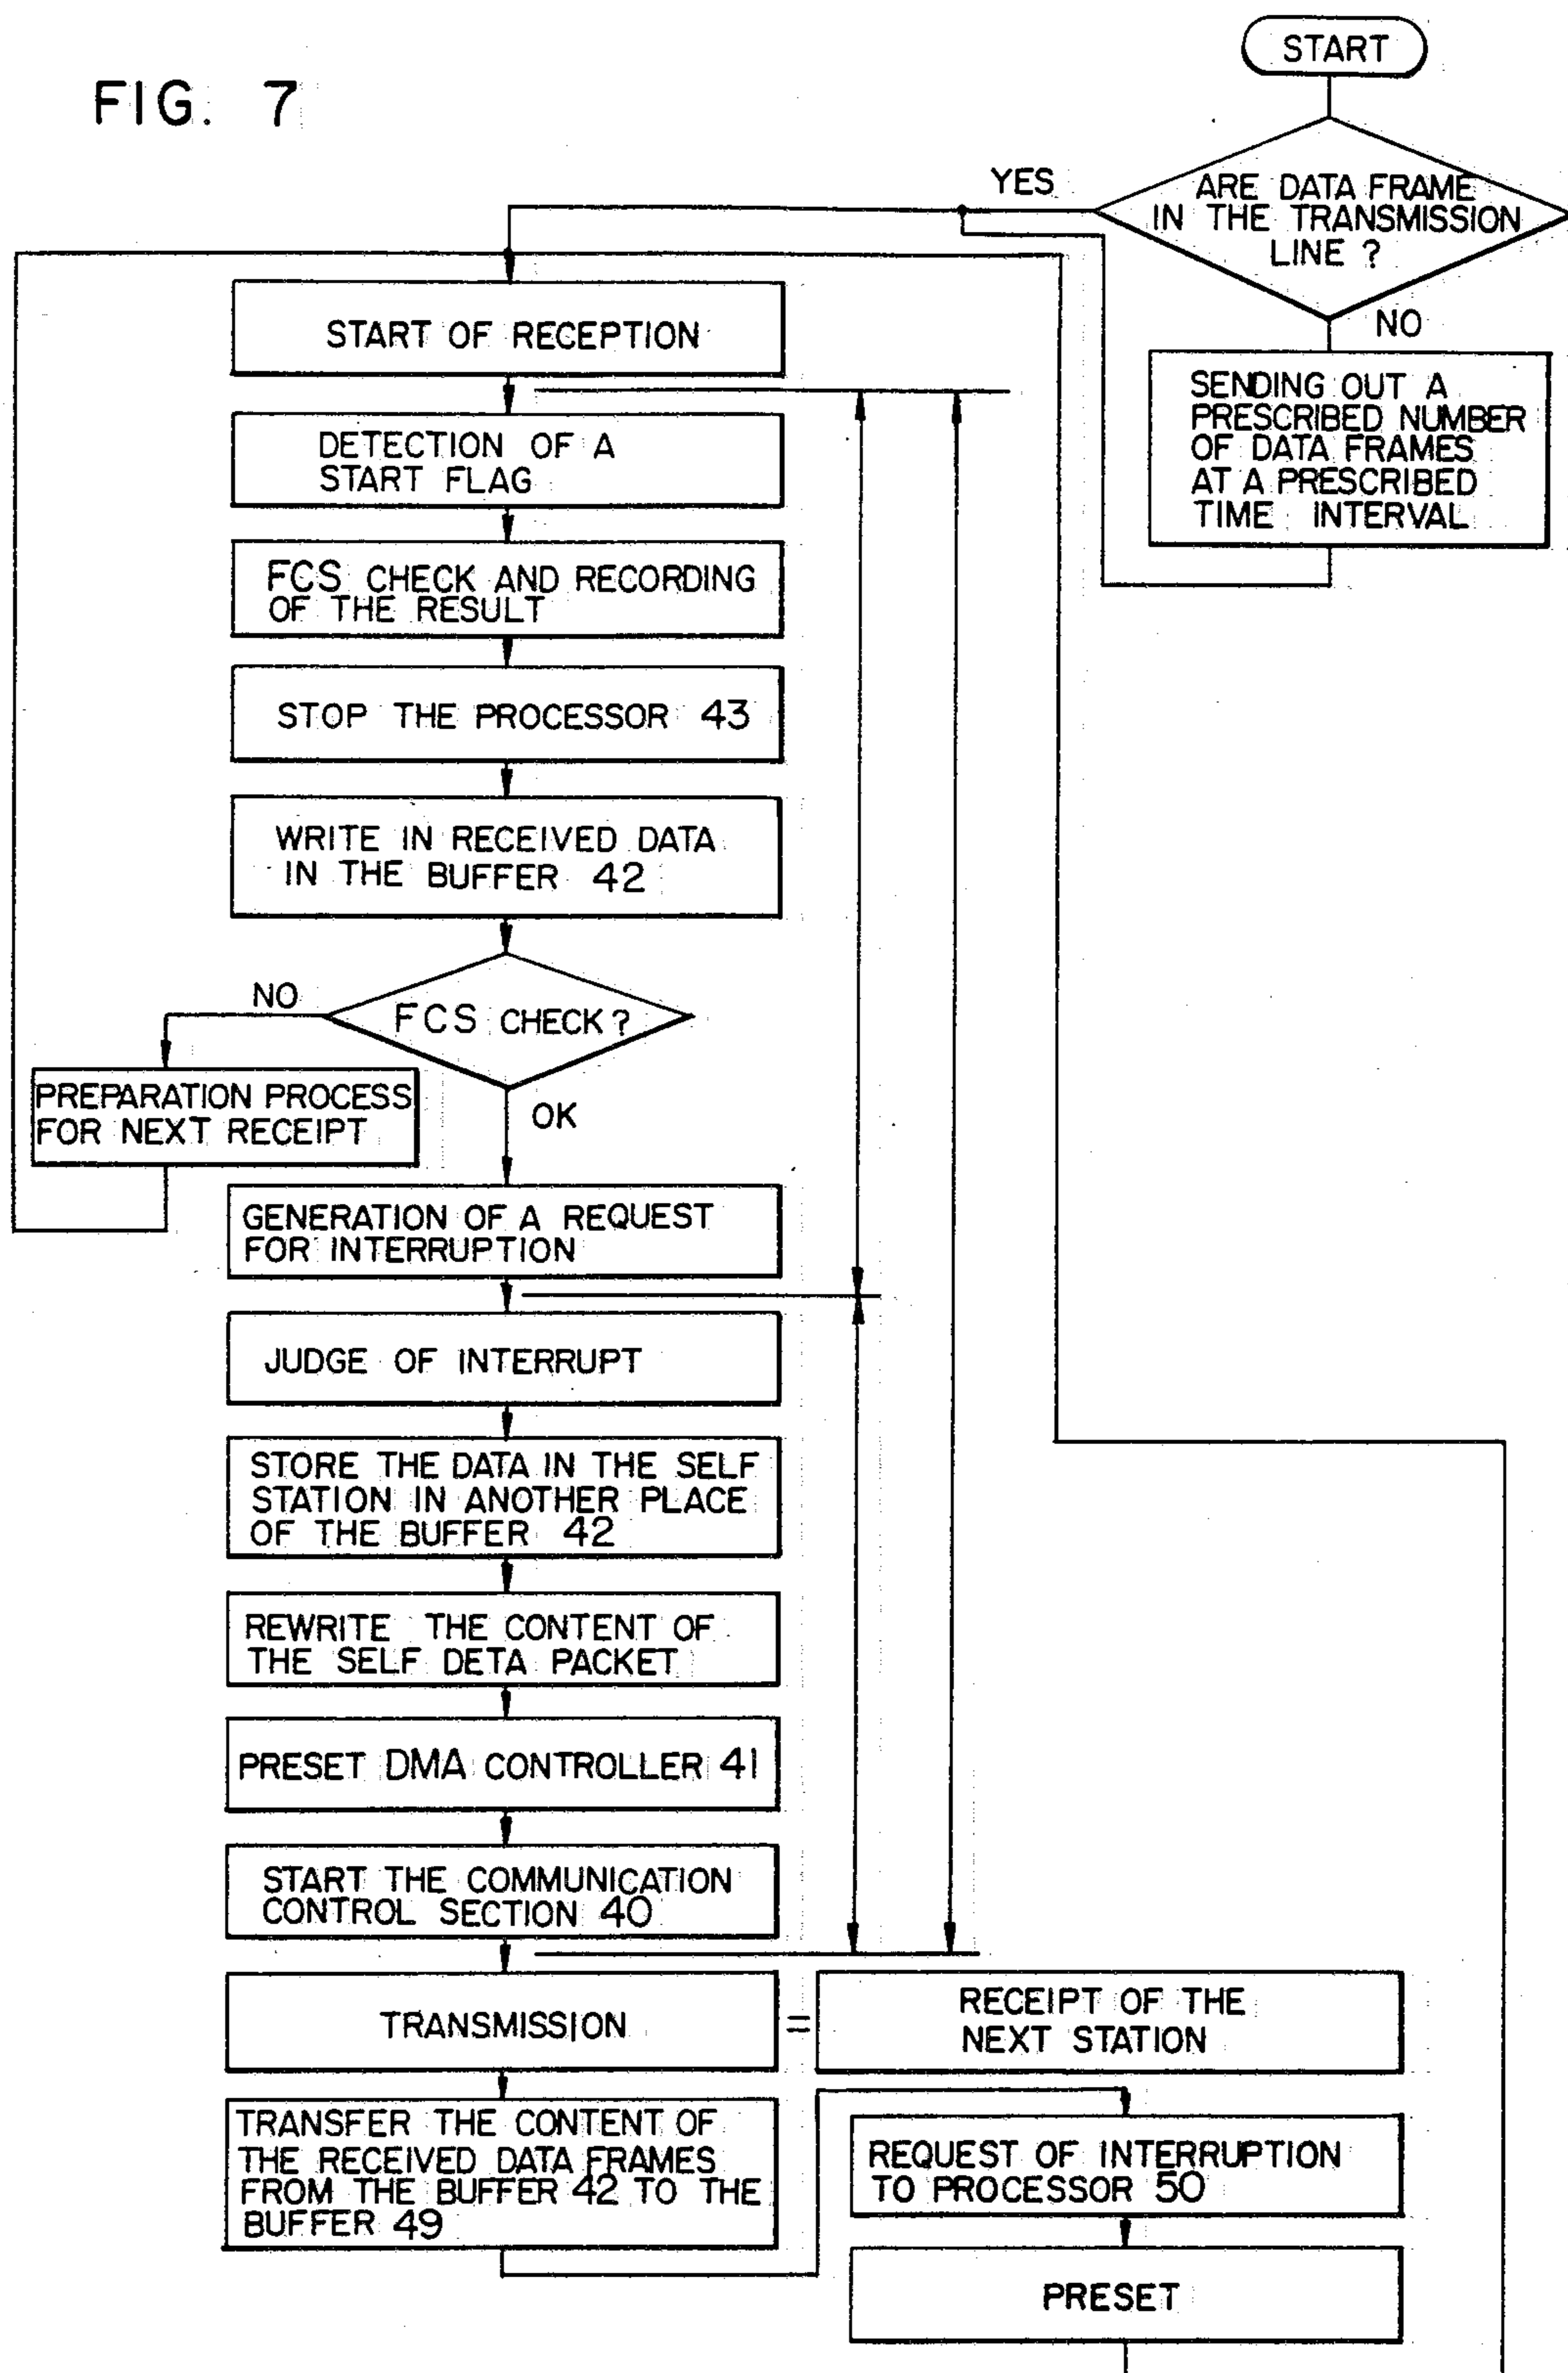 FIG. 7
START
ARE DATA FRAME
IN THE TRANSMISSION
LINE ?
YES
NO
SENDING OUT A
PRESCRIBED NUMBER
OF DATA FRAMES
AT A PRESCRIBED
TIME INTERVAL
START OF RECEPTION
DETECTION OF A
START FLAG
FCS CHECK AND RECORDING
OF THE RESULT
STOP THE PROCESSOR 43
WRITE IN RECEIVED DATA
IN THE BUFFER 42
FCS CHECK ?
NO
PREPARATION PROCESS
FOR NEXT RECEIPT
OK
GENERATION OF A REQUEST
FOR INTERRUPTION
JUDGE OF INTERRUPT
STORE THE DATA IN THE SELF
STATION IN ANOTHER PLACE
OF THE BUFFER 42
REWRITE THE CONTENT OF
THE SELF DETA PACKET
PRESET DMA CONTROLLER 41
START THE COMMUNICATION
CONTROL SECTION 40
TRANSMISSION
=
RECEIPT OF THE
NEXT STATION
TRANSFER THE CONTENT OF
THE RECEIVED DATA FRAMES
FROM THE BUFFER 42 TO THE
BUFFER 49
REQUEST OF INTERRUPTION
TO PROCESSOR 50
PRESET